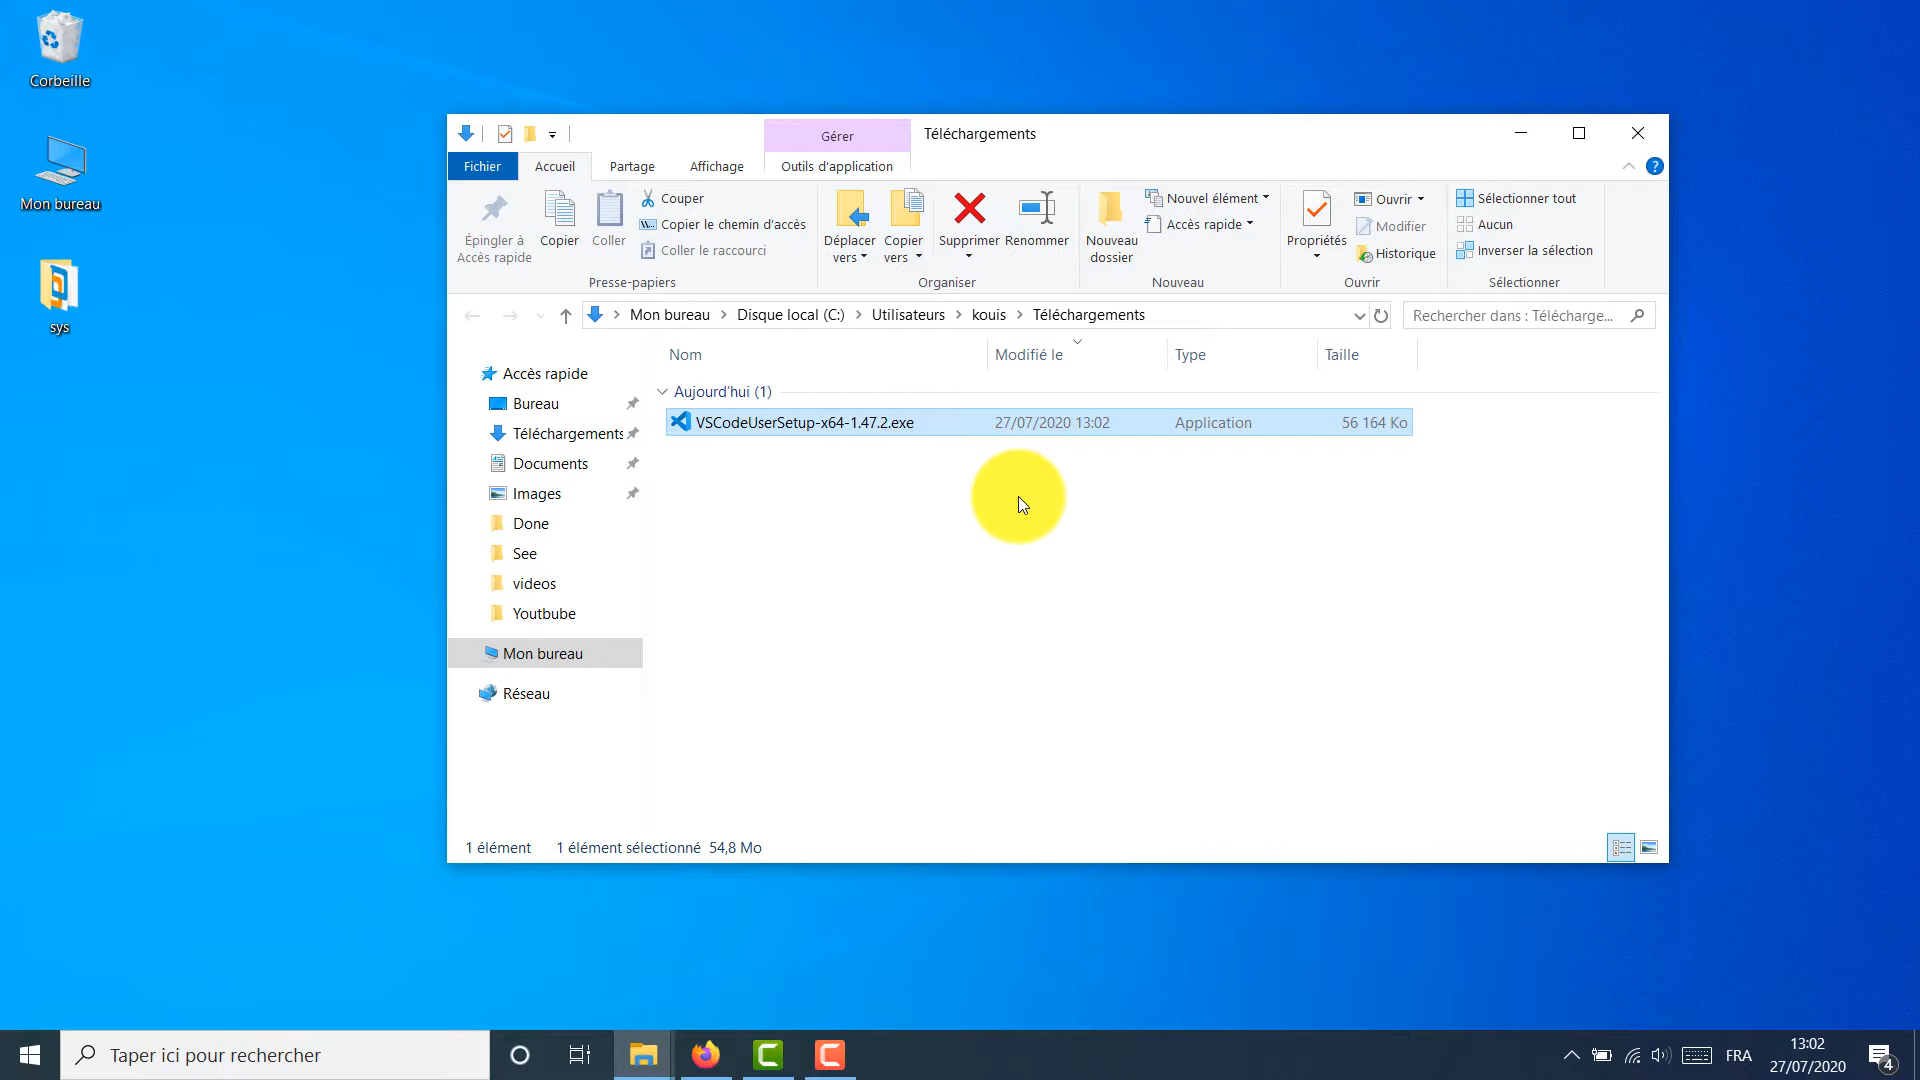 Corbeille
Mon bureau
sys
Gérer
Téléchargements
Fichier
Accueil
Partage
Affichage
Outils d'application
Épingler à
Accès rapide
Copier
Coller
Couper
Copier le chemin d'accès
Coller le raccourci
Presse-papiers
Déplacer
vers
Copier
vers
Supprimer
Renommer
Organiser
Nouveau
dossier
Nouvel élément
Accès rapide
Nouveau
Propriétés
Ouvrir
Modifier
Historique
Ouvrir
Sélectionner tout
Aucun
Inverser la sélection
Sélectionner
Mon bureau
Disque local (C:)
Utilisateurs
kouis
Téléchargements
Rechercher dans : Télécharge...
Accès rapide
Bureau
Téléchargements
Documents
Images
Done
See
videos
Youtbube
Mon bureau
Réseau
Nom
Modifié le
Type
Taille
Aujourd'hui (1)
VSCodeUserSetup-x64-1.47.2.exe
27/07/2020 13:02
Application
56 164 Ko
1 élément
1 élément sélectionné 54,8 Mo
Taper ici pour rechercher
FRA
13:02
27/07/2020
4